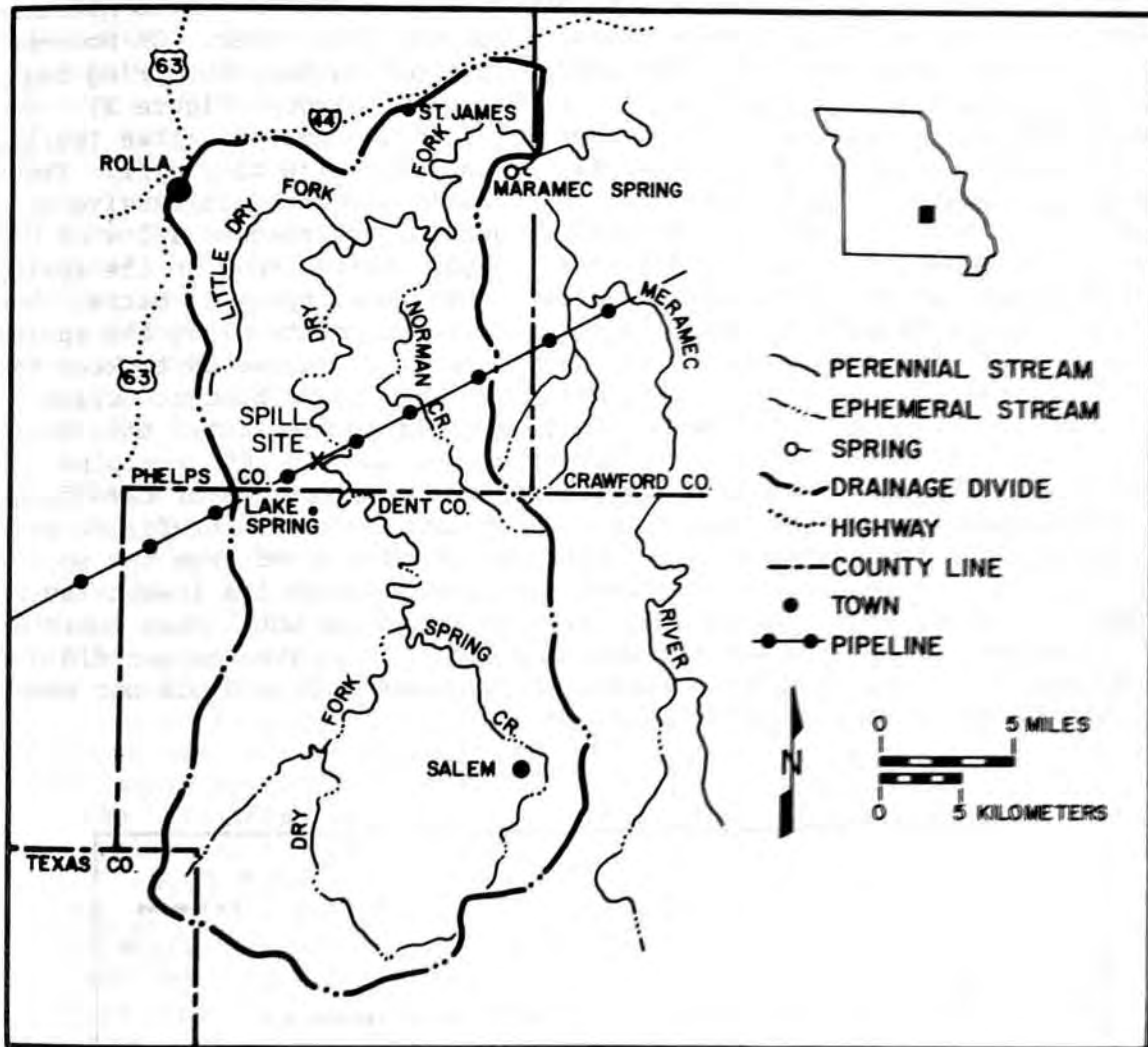 63
44
ST. JAMES
ROLLA
FORK
MARAMEC SPRING
LITTLE DRY FORK
DRY
NORMAN CR.
MERAMEC
63
SPILL
SITE
PHELPS CO.
CRAWFORD CO.
LAKE
SPRING
DENT CO.
SPRING CR.
RIVER
DRY FORK
SALEM
TEXAS CO.
PERENNIAL STREAM
EPHEMERAL STREAM
SPRING
DRAINAGE DIVIDE
HIGHWAY
COUNTY LINE
TOWN
PIPELINE
N
0 5 MILES
0 5 KILOMETERS